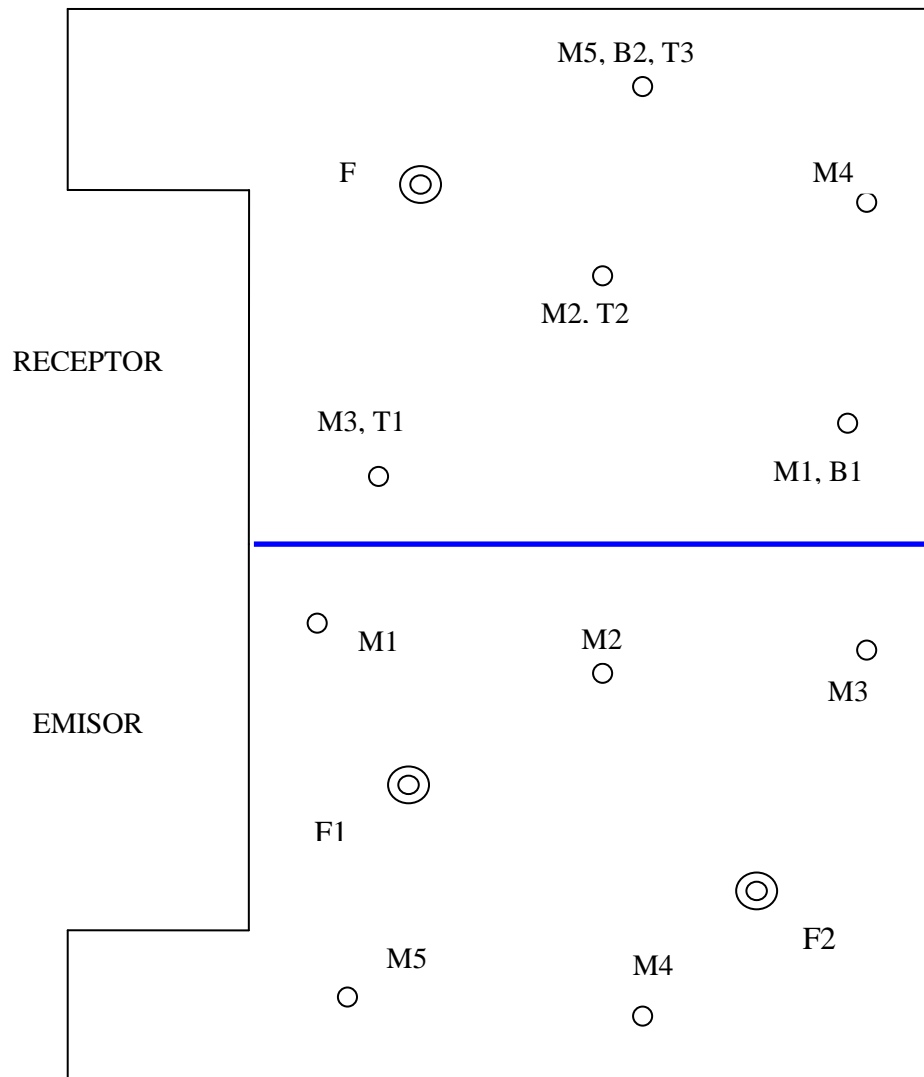 M5, B2, T3
F
M4
M2, T2
RECEPTOR
M3, T1
M1, B1
M1
M2
M3
EMISOR
F1
F2
M5
M4